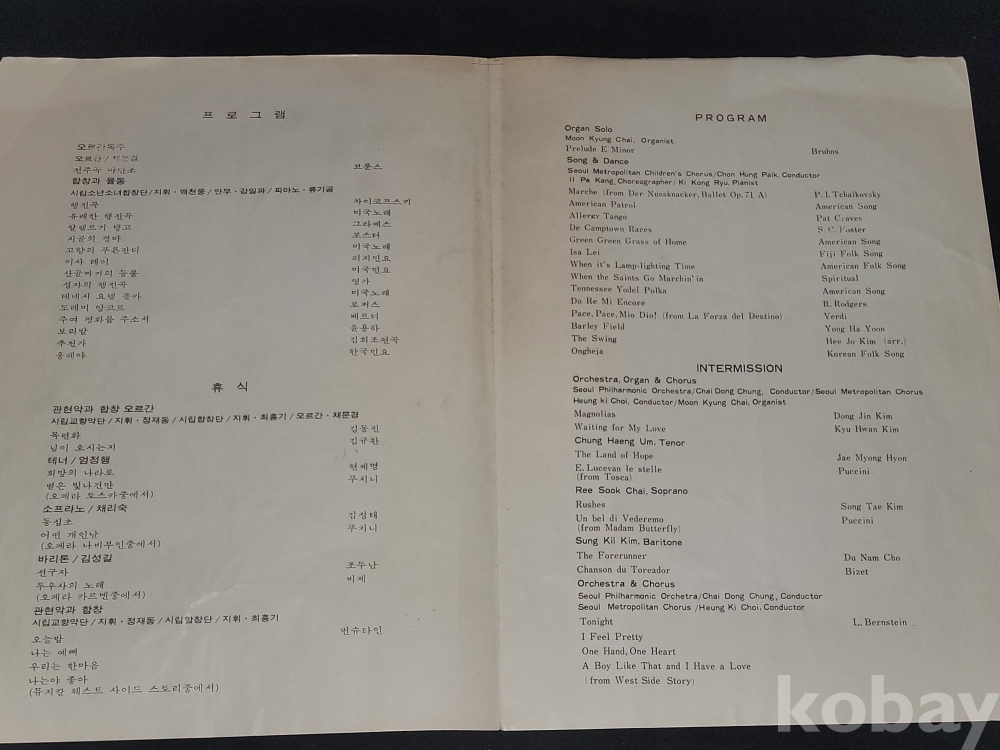 프로그램
오르간독주
오르간 / 채문경
전주곡 마단조 브룬스
합창과 율동
시립소년소녀합창단 / 지휘 · 백천웅 / 안무 · 강일파 / 피아노 · 류기곤
행진곡 차이코프스키
유쾌한 행진곡 미국노래
알레르기 탱고 그라베스
시골의 경마 포스터
고향의 푸른잔디 미국노래
이사 레이 피지민요
산골짜기의 등불 미국민요
성자의 행진곡 영가
테네시 요델 폴카 미국노래
도레미 앙코르 로저스
주여 평화를 주소서 베르디
보리밭 윤용하
추천가 김희조편곡
옹헤야 한국민요
휴식
관현악과 합창 오르간
시립교향악단 / 지휘 · 정재동 / 시립합창단 / 지휘 · 최흥기 / 오르간 · 채문경
목련화 김동진
님이 오시는지 김규환
테너 / 엄정행
희망의 나라로 현제명
별은 빛나건만 푸치니
(오페라 토스카중에서)
소프라노 / 채리숙
동심초 김성태
어떤 개인날 푸치니
(오페라 나비부인중에서)
바리톤 / 김성길
선구자 조두남
투우사의 노래 비제
(오페라 카르멘중에서)
관현악과 합창
시립교향악단 / 지휘 · 정재동 / 시립합창단 / 지휘 · 최흥기
오늘밤 번슈타인
나는 예뻐
우리는 한마음
나는야 좋아
(뮤지칼 웨스트 사이드 스토리중에서)
PROGRAM
Organ Solo
Moon Kyung Chai, Organist
Prelude E Minor Bruhns
Song & Dance
Seoul Metropolitan Children's Chorus/Chon Hung Paik, Conductor
Il Pa Kang, Choreographer/ Ki Kong Ryu, Pianist
Marche (from Der Nussknacker, Ballet Op. 71 A) P. I. Tchaikovsky
American Patrol American Song
Allergy Tango Pat Graves
De Camptown Races S. C. Foster
Green Green Grass of Home American Song
Isa Lei Fiji Folk Song
When it's Lamp-lighting Time American Folk Song
When the Saints Go Marchin' in Spiritual
Tennessee Yodel Polka American Song
Do Re Mi Encore R. Rodgers
Pace, Pace, Mio Dio! (from La Forza del Destino) Verdi
Barley Field Yong Ha Yoon
The Swing Hee Jo Kim (arr.)
Ongheja Korean Folk Song
INTERMISSION
Orchestra, Organ & Chorus
Seoul Philharmonic Orchestra/Chai Dong Chung, Conductor/Seoul Metropolitan Chorus
Heung ki Choi, Conductor/Moon Kyung Chai, Organist
Magnolias Dong Jin Kim
Waiting for My Love Kyu Hwan Kim
Chung Haeng Um, Tenor
The Land of Hope Jae Myong Hyon
E. Lucevan le stelle Puccini
(from Tosca)
Ree Sook Chai, Soprano
Rushes Song Tae Kim
Un bel di Vederemo Puccini
(from Madam Butterfly)
Sung Kil Kim, Baritone
The Forerunner Du Nam Cho
Chanson du Toreador Bizet
Orchestra & Chorus
Seoul Philharmonic Orchetra/Chai Dong Chung, Conductor
Seoul Metropolitan Chorus /Heung Ki Choi, Conductor
Tonight L. Bernstein
I Feel Pretty
One Hand, One Heart
A Boy Like That and I Have a Love
(from West Side Story)
kobay